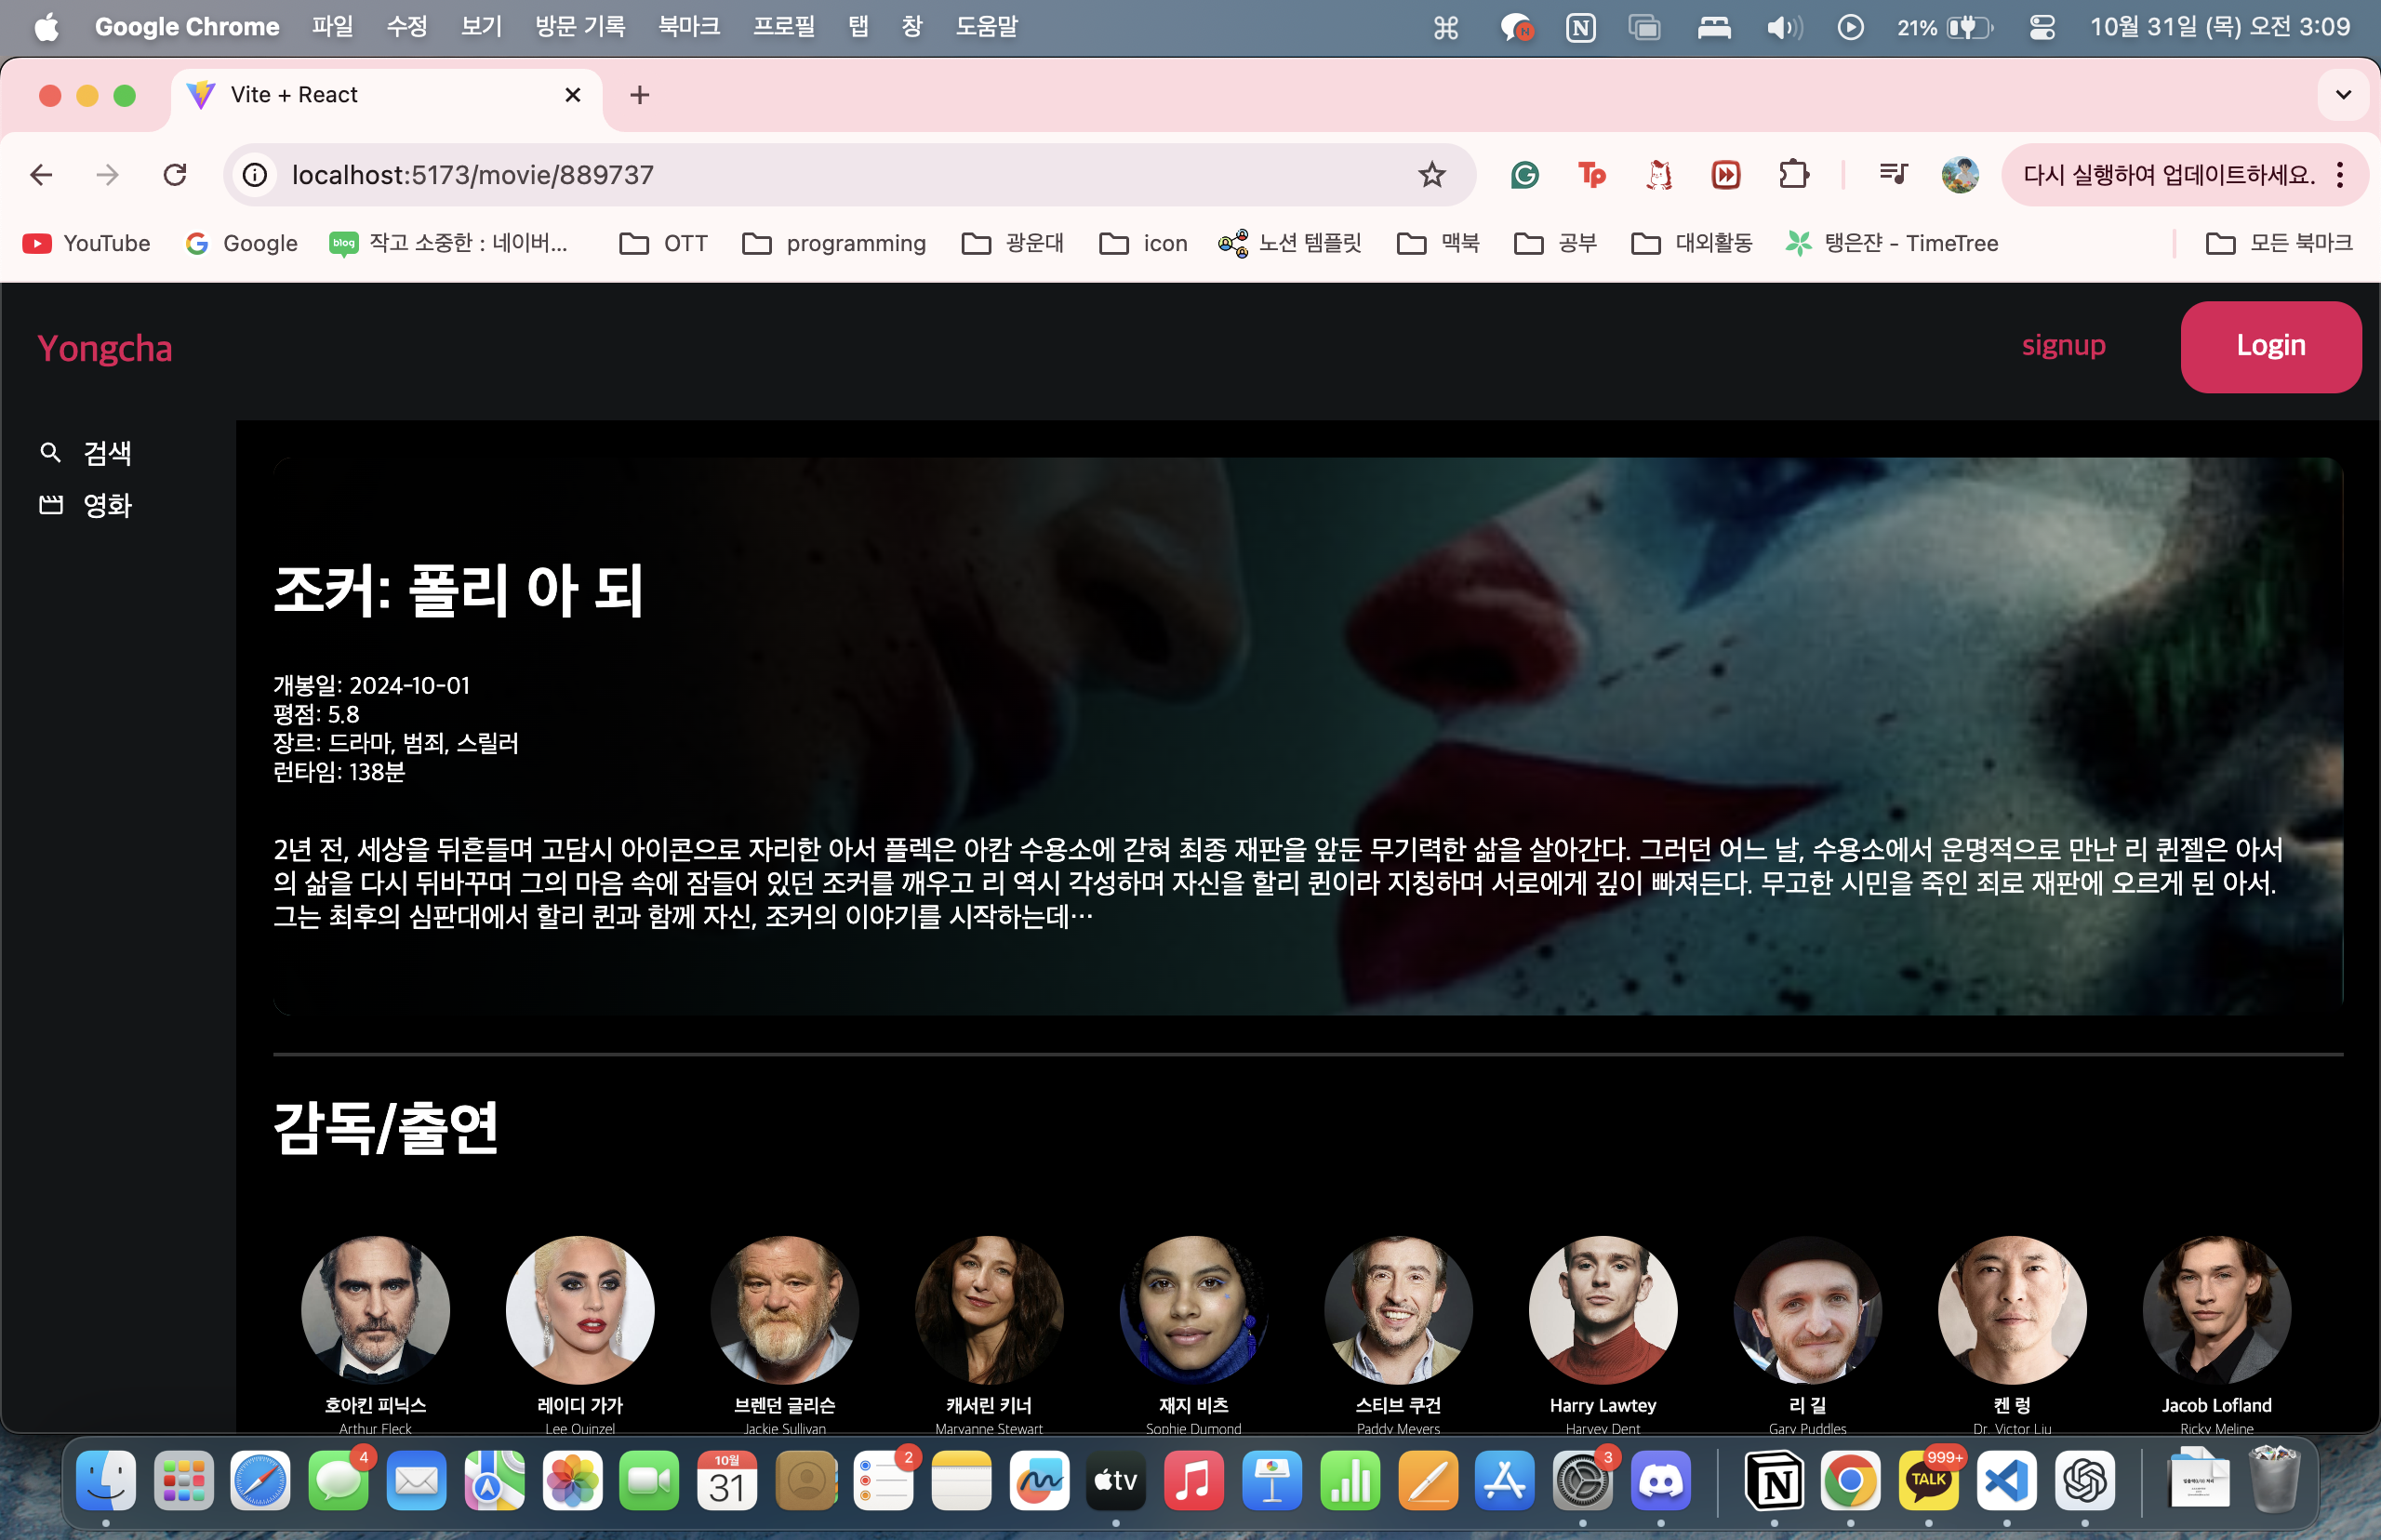 Google Chrome 파일 수정 보기 방문 기록 북마크 프로필 탭 창 도움말 21% 10월 31일 (목) 오전 3:09
Vite + React
localhost:5173/movie/889737 다시 실행하여 업데이트하세요.
YouTube Google 작고 소중한 : 네이버... OTT programming 광운대 icon 노션 템플릿 맥북 공부 대외활동 탱은쟌 - TimeTree 모든 북마크
Yongcha signup Login
검색
영화
조커: 폴리 아 되
개봉일: 2024-10-01
평점: 5.8
장르: 드라마, 범죄, 스릴러
런타임: 138분
2년 전, 세상을 뒤흔들며 고담시 아이콘으로 자리한 아서 플렉은 아캄 수용소에 갇혀 최종 재판을 앞둔 무기력한 삶을 살아간다. 그러던 어느 날, 수용소에서 운명적으로 만난 리 퀸젤은 아서
의 삶을 다시 뒤바꾸며 그의 마음 속에 잠들어 있던 조커를 깨우고 리 역시 각성하며 자신을 할리 퀸이라 지칭하며 서로에게 깊이 빠져든다. 무고한 시민을 죽인 죄로 재판에 오르게 된 아서.
그는 최후의 심판대에서 할리 퀸과 함께 자신, 조커의 이야기를 시작하는데…
감독/출연
호아킨 피닉스 레이디 가가 브렌던 글리슨 캐서린 키너 재지 비츠 스티브 쿠건 Harry Lawtey 리 길 켄 렁 Jacob Lofland
Arthur Fleck Lee Quinzel Jackie Sullivan Maryanne Stewart Sophie Dumond Paddy Meyers Harvey Dent Gary Puddles Dr. Victor Liu Ricky Meline
4 10월 31 2 tv 3 999+ TALK